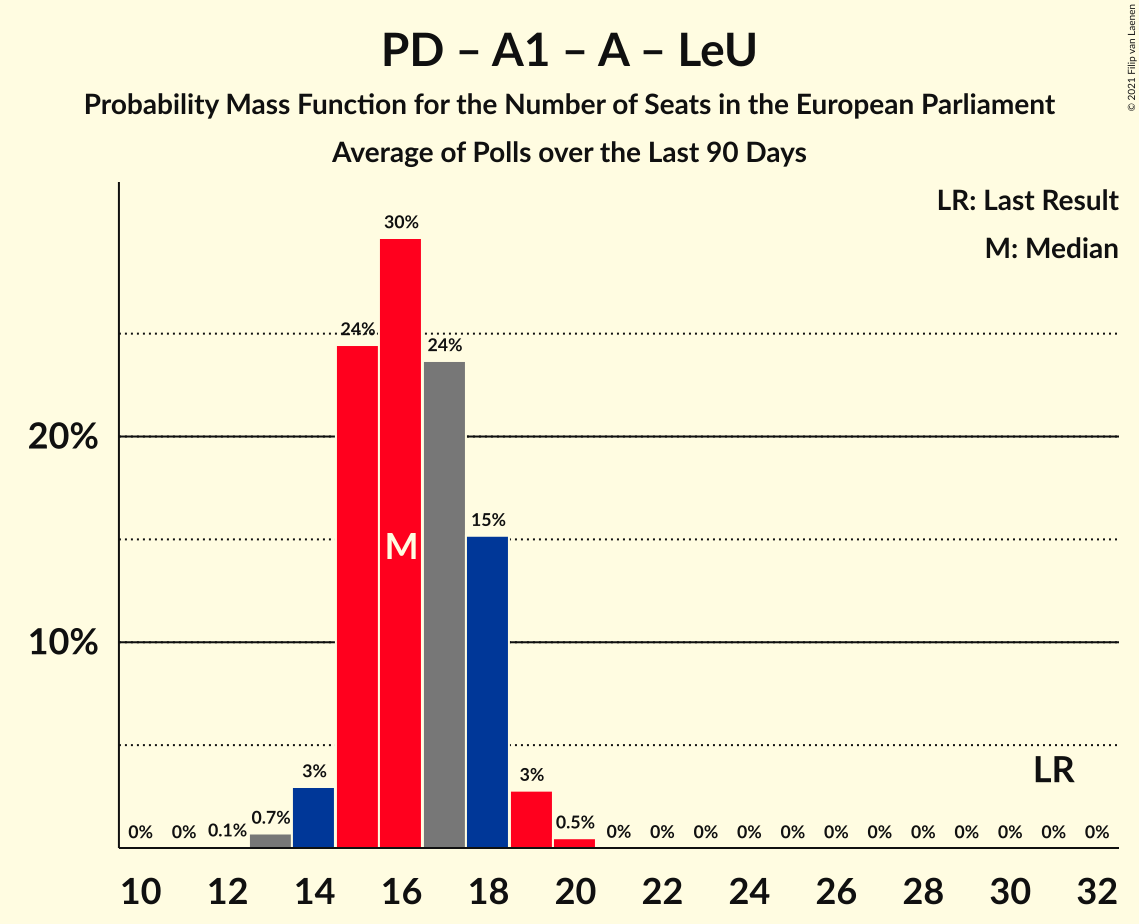 PD – A1 – A – LeU
Probability Mass Function for the Number of Seats in the European Parliament
Average of Polls over the Last 90 Days
© 2021 Filip van Laenen
LR: Last Result
M: Median
30%
24%
24%
20%
15%
M
10%
LR
3%
3%
0% 0% 0.1% 0.7% 0.5% 0% 0% 0% 0% 0% 0% 0% 0% 0% 0% 0% 0%
10 12 14 16 18 20 22 24 26 28 30 32